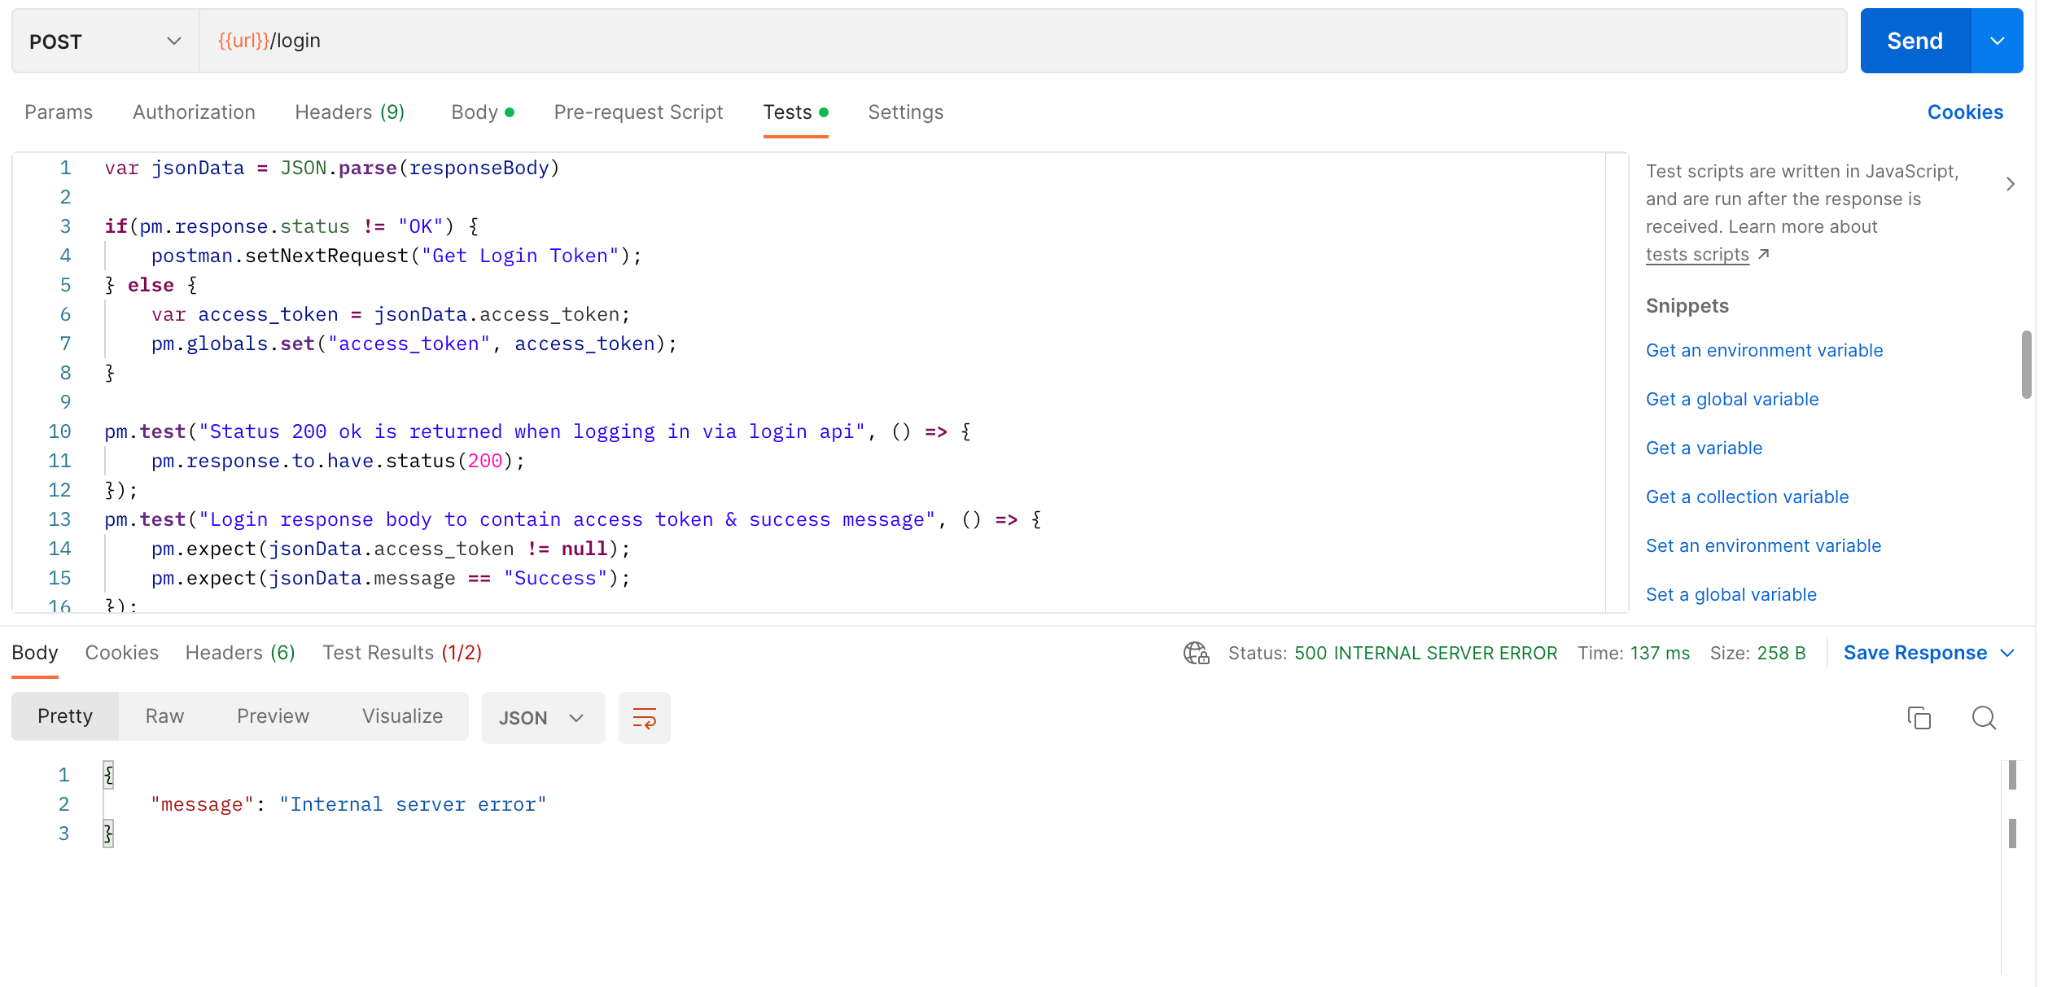 POST
{{url}}/login
Send
Params Authorization Headers (9) Body Pre-request Script Tests Settings Cookies
1 var jsonData = JSON.parse(responseBody)
2
3 if(pm.response.status != "OK") {
4 postman.setNextRequest("Get Login Token");
5 } else {
6 var access_token = jsonData.access_token;
7 pm.globals.set("access_token", access_token);
8 }
9
10 pm.test("Status 200 ok is returned when logging in via login api", () => {
11 pm.response.to.have.status(200);
12 });
13 pm.test("Login response body to contain access token & success message", () => {
14 pm.expect(jsonData.access_token != null);
15 pm.expect(jsonData.message == "Success");
16 });
Test scripts are written in JavaScript,
and are run after the response is
received. Learn more about
tests scripts ↗
Snippets
Get an environment variable
Get a global variable
Get a variable
Get a collection variable
Set an environment variable
Set a global variable
Body Cookies Headers (6) Test Results (1/2) Status: 500 INTERNAL SERVER ERROR Time: 137 ms Size: 258 B Save Response
Pretty Raw Preview Visualize JSON
1 {
2 "message": "Internal server error"
3 }